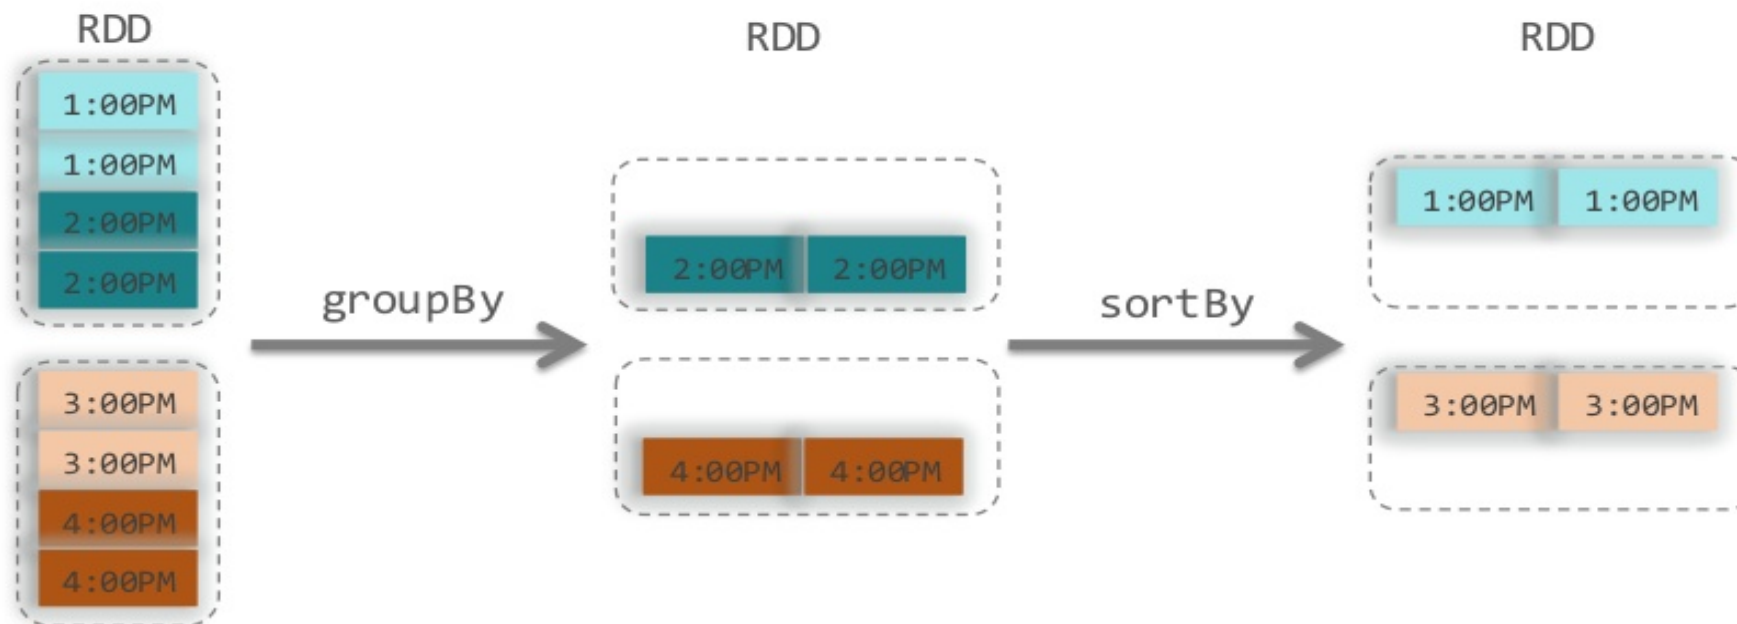 RDD
1:00PM
1:00PM
2:00PM
2:00PM
3:00PM
3:00PM
4:00PM
4:00PM
groupBy
RDD
2:00PM 2:00PM
4:00PM 4:00PM
sortBy
RDD
1:00PM 1:00PM
3:00PM 3:00PM